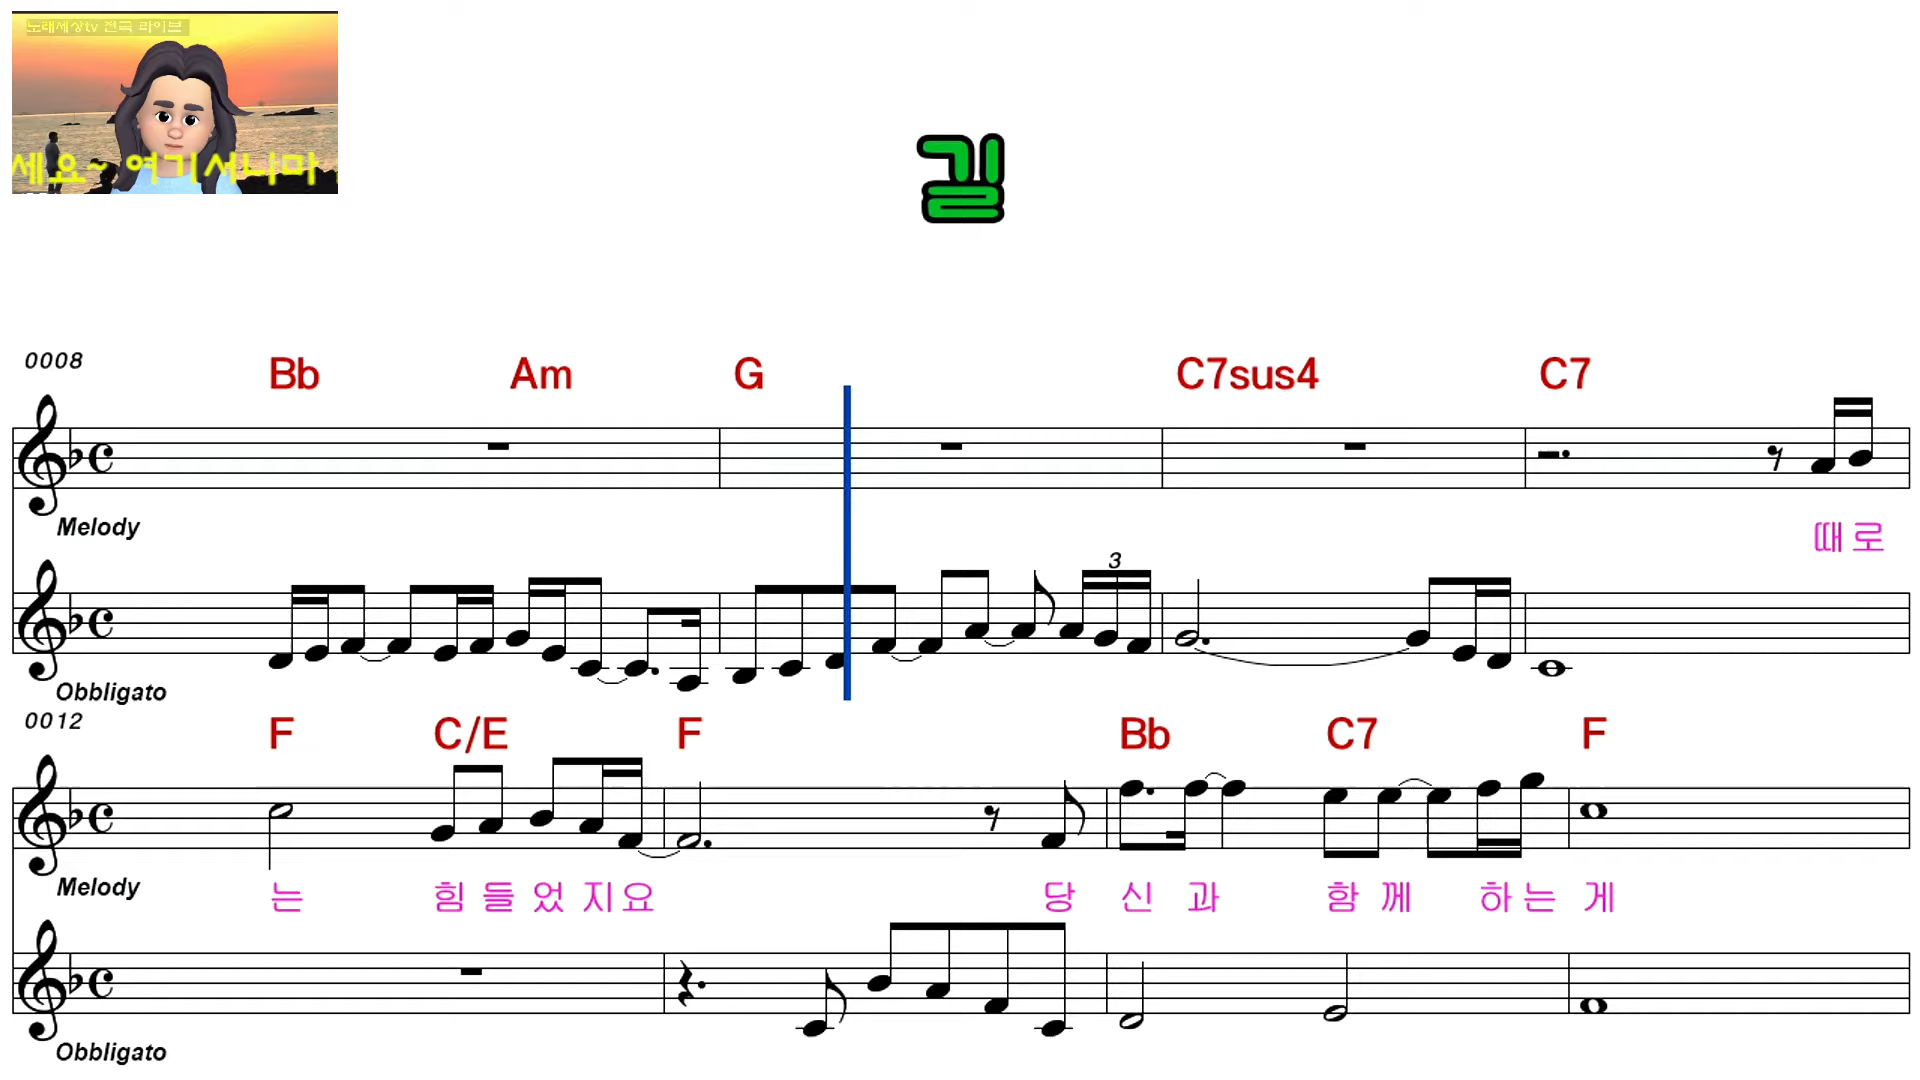 노래세상tv 전국 라이브
세요~ 여기서나마
길
0008
Bb Am G C7sus4 C7
Melody
때로
3
Obbligato
0012
F C/E F Bb C7 F
Melody
는 힘들었지요 당신과 함께 하는게
Obbligato